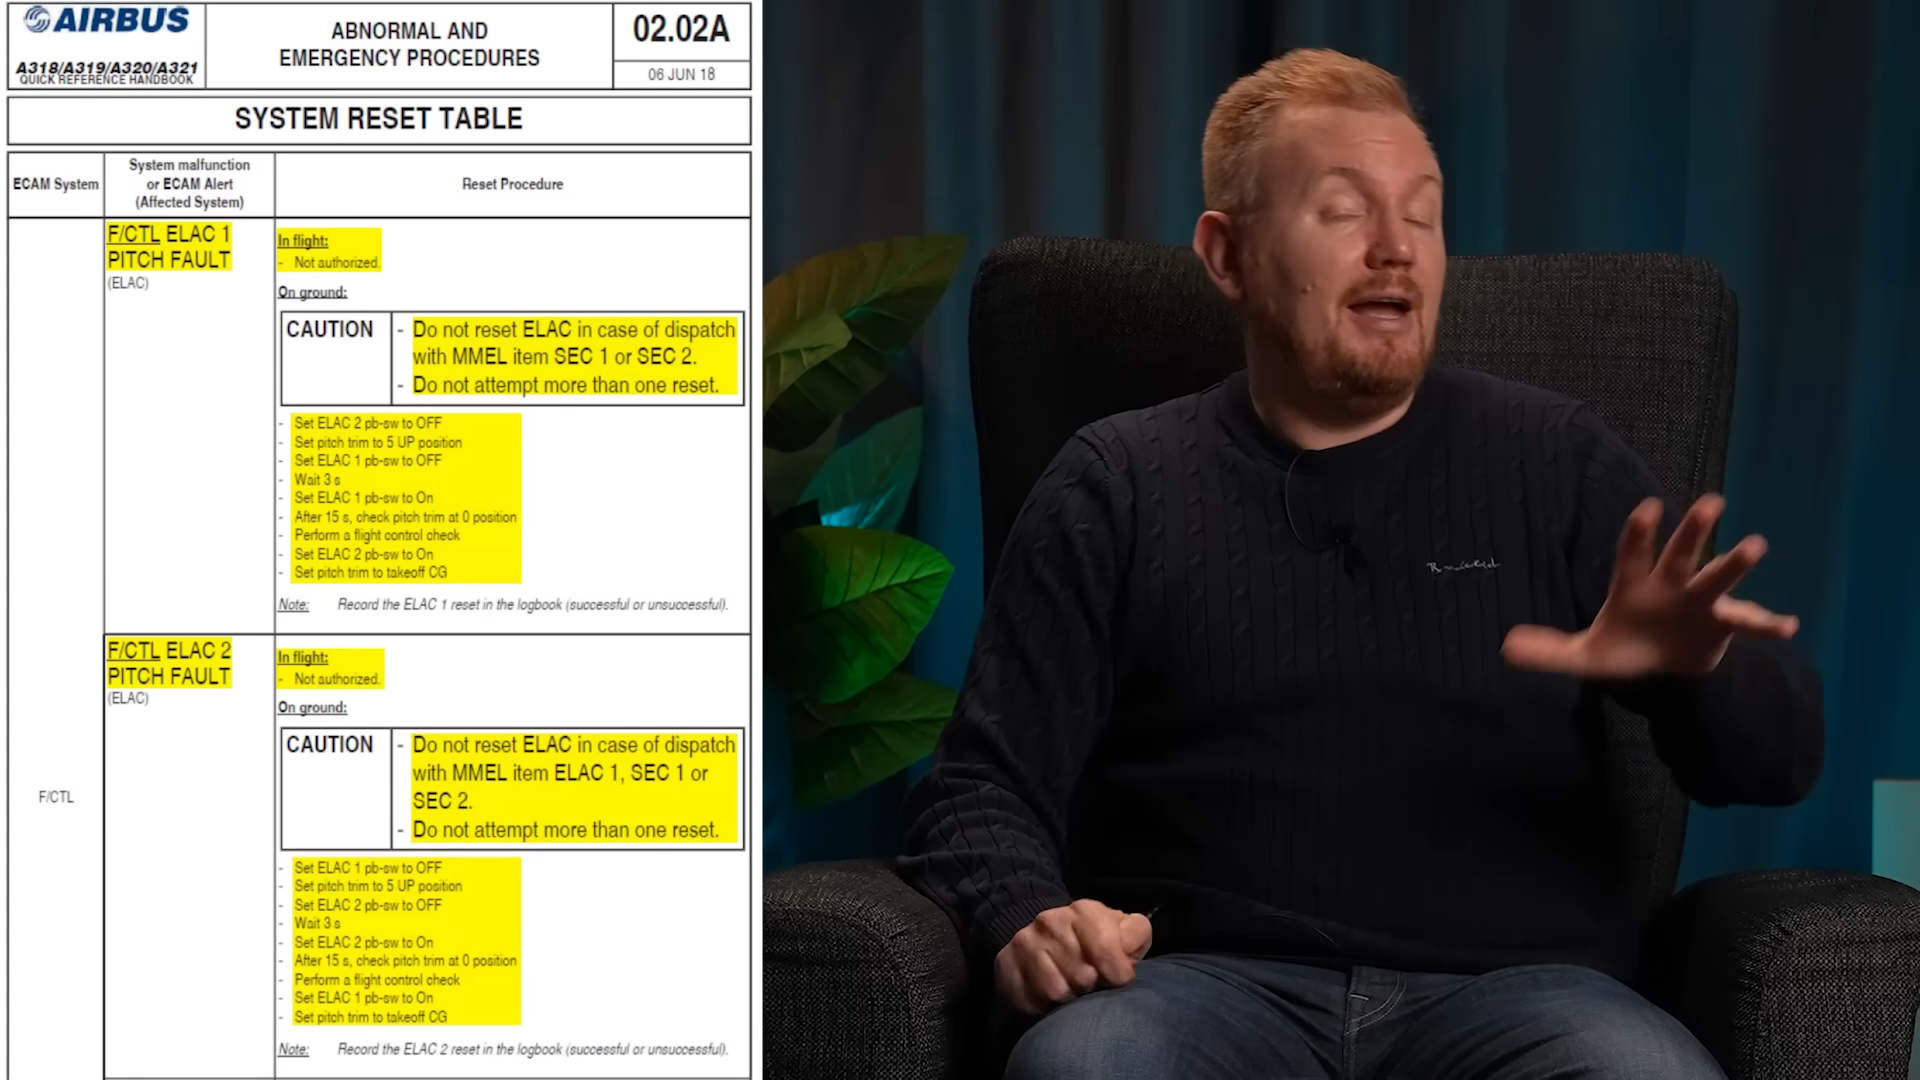 AIRBUS
A318/A319/A320/A321
QUICK REFERENCE HANDBOOK
ABNORMAL AND
EMERGENCY PROCEDURES
02.02A
06 JUN 18
SYSTEM RESET TABLE
ECAM System
System malfunction
or ECAM Alert
(Affected System)
Reset Procedure
F/CTL
F/CTL ELAC 1
PITCH FAULT
(ELAC)
In flight:
- Not authorized.
On ground:
CAUTION
- Do not reset ELAC in case of dispatch
with MMEL item SEC 1 or SEC 2.
- Do not attempt more than one reset.
- Set ELAC 2 pb-sw to OFF
- Set pitch trim to 5 UP position
- Set ELAC 1 pb-sw to OFF
- Wait 3 s
- Set ELAC 1 pb-sw to On
- After 15 s, check pitch trim at 0 position
- Perform a flight control check
- Set ELAC 2 pb-sw to On
- Set pitch trim to takeoff CG
Note: Record the ELAC 1 reset in the logbook (successful or unsuccessful).
F/CTL ELAC 2
PITCH FAULT
(ELAC)
In flight:
- Not authorized.
On ground:
CAUTION
- Do not reset ELAC in case of dispatch
with MMEL item ELAC 1, SEC 1 or
SEC 2.
- Do not attempt more than one reset.
- Set ELAC 1 pb-sw to OFF
- Set pitch trim to 5 UP position
- Set ELAC 2 pb-sw to OFF
- Wait 3 s
- Set ELAC 2 pb-sw to On
- After 15 s, check pitch trim at 0 position
- Perform a flight control check
- Set ELAC 1 pb-sw to On
- Set pitch trim to takeoff CG
Note: Record the ELAC 2 reset in the logbook (successful or unsuccessful).